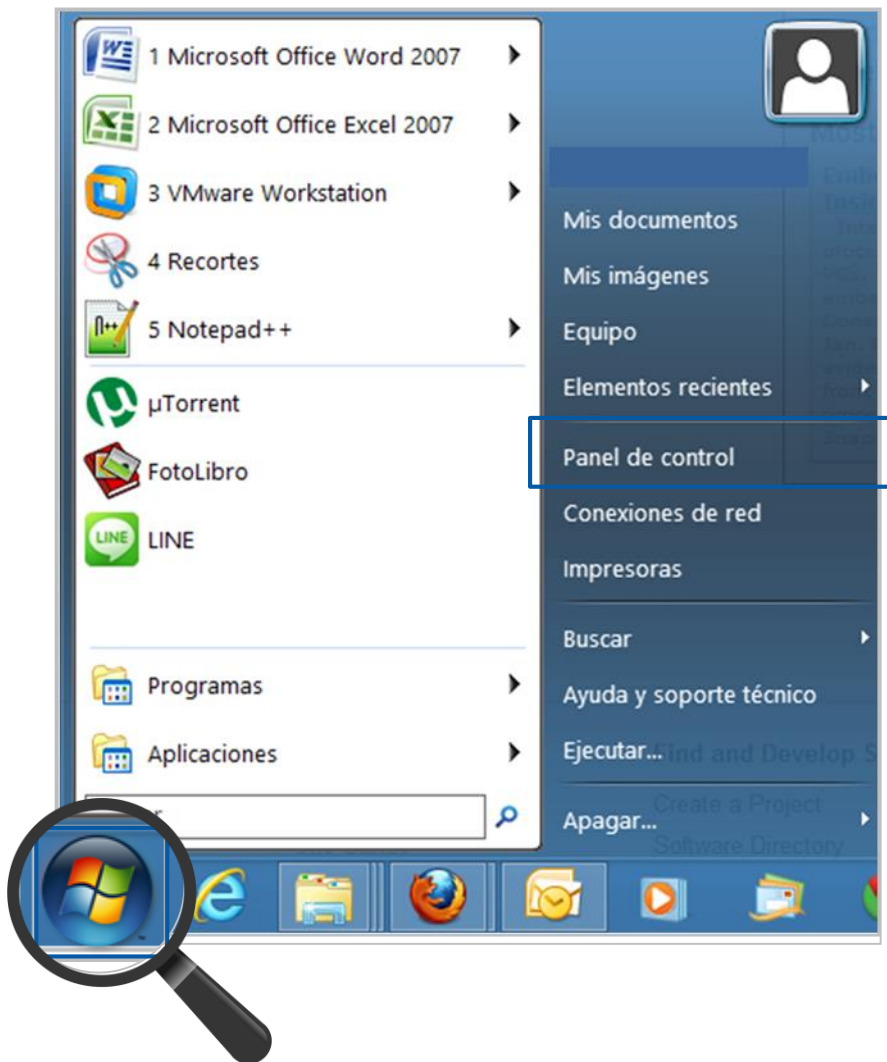 1 Microsoft Office Word 2007
2 Microsoft Office Excel 2007
3 VMware Workstation
4 Recortes
5 Notepad++
µTorrent
FotoLibro
LINE
LINE
Programas
Aplicaciones
Mis documentos
Mis imágenes
Equipo
Elementos recientes
Panel de control
Conexiones de red
Impresoras
Buscar
Ayuda y soporte técnico
Ejecutar...
Apagar...
Find and Develop S
Create a Project
Software Directory